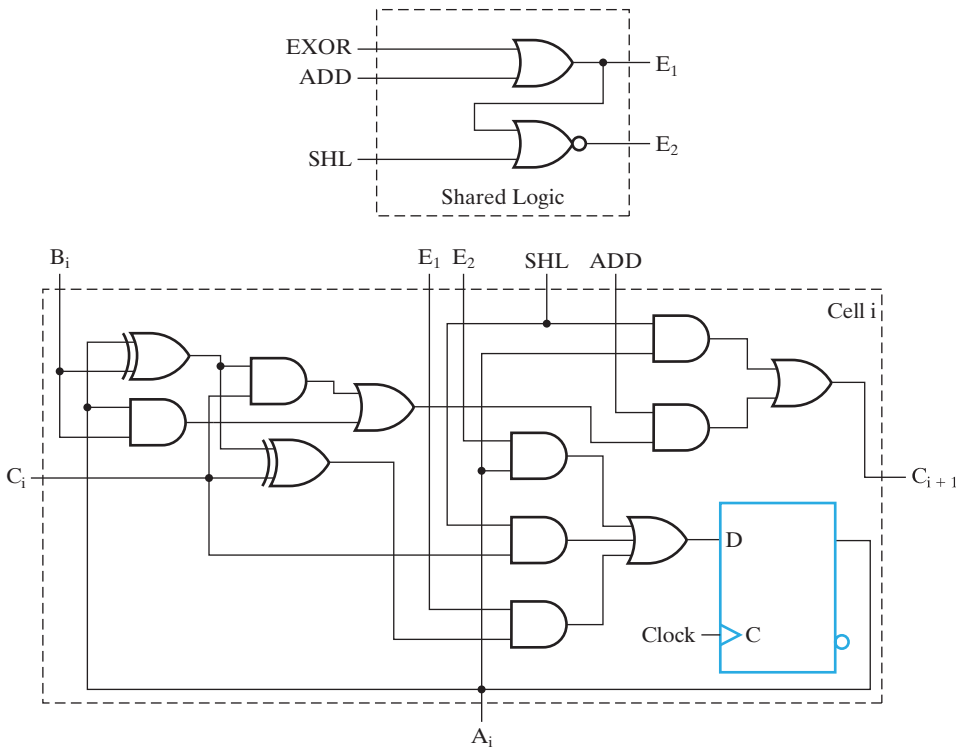 EXOR
ADD
E₁
SHL
E₂
Shared Logic
Bᵢ
E₁ E₂
SHL
ADD
Cell i
Cᵢ
Cᵢ ₊ ₁
D
Clock
C
Aᵢ